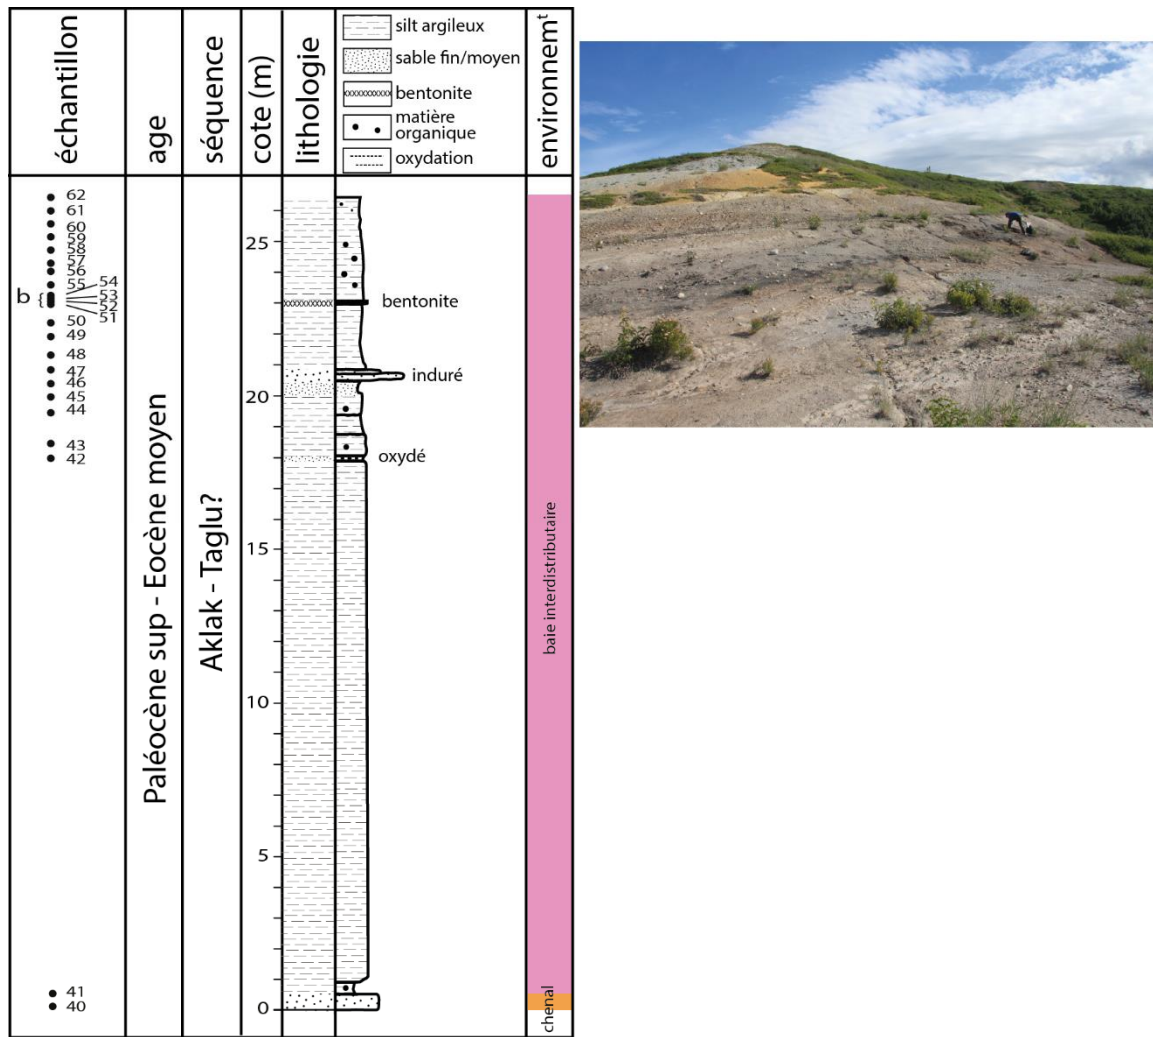 échantillon
age
séquence
cote (m)
lithologie
silt argileux
sable fin/moyen
bentonite
matière
organique
oxydation
environnemᵗ
62
61
60
59
58
57
56
55
54
53
52
51
b
50
49
48
47
46
45
44
43
42
41
40
Paléocène sup - Eocène moyen
Aklak - Taglu?
25
20
15
10
5
0
bentonite
induré
oxydé
baie interdistributaire
chenal